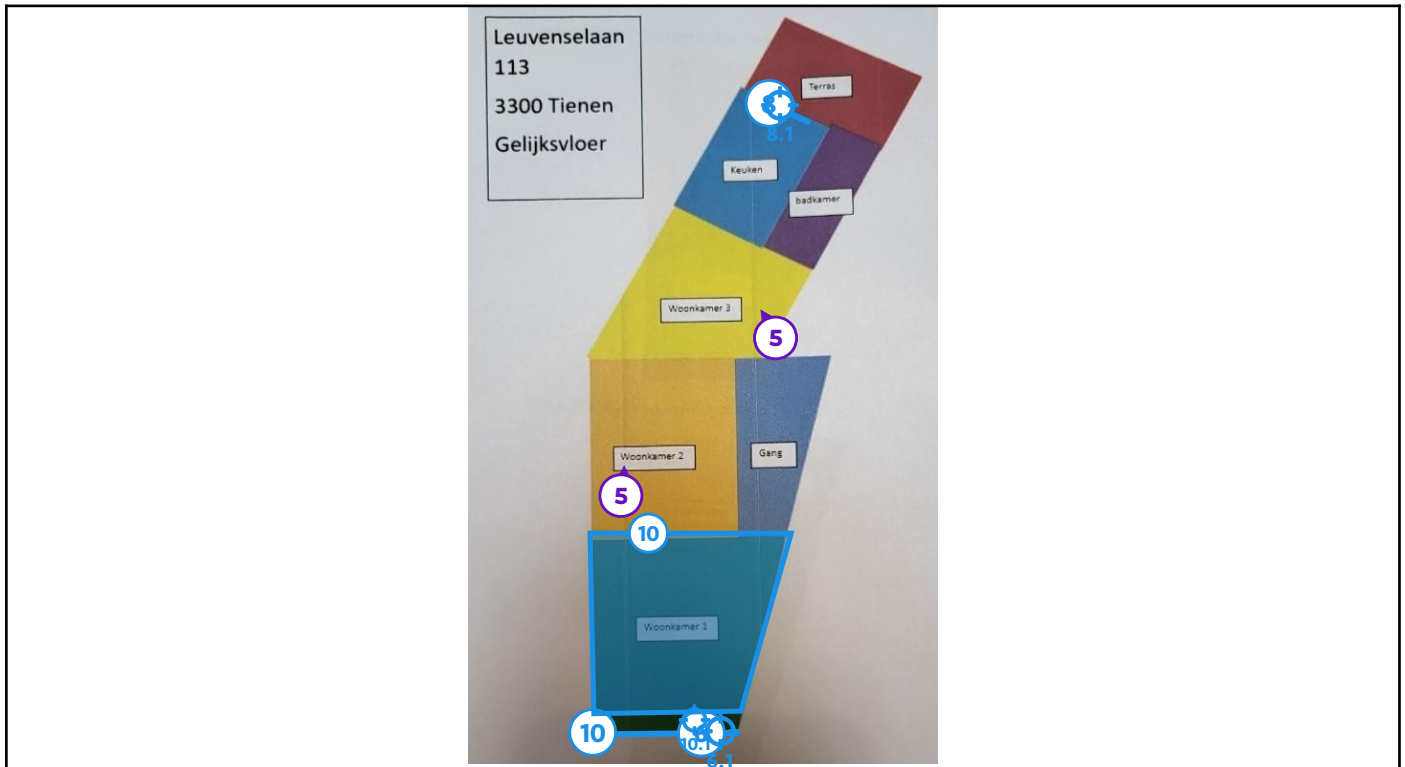 Leuvenselaan
113
3300 Tienen
Gelijksvloer
Terras
8.1
Keuken
badkamer
Woonkamer 3
5
Woonkamer 2
Gang
5
10
Woonkamer 1
10
10.1
6.1